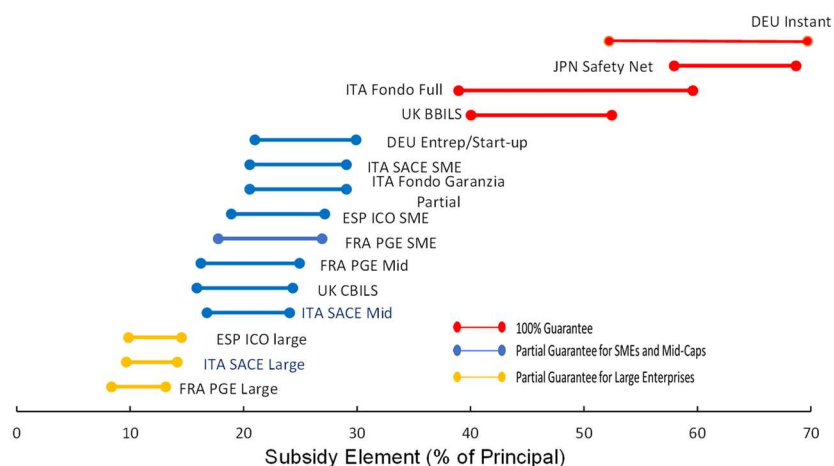 DEU Instant
JPN Safety Net
ITA Fondo Full
UK BBILS
DEU Entrep/Start-up
ITA SACE SME
ITA Fondo Garanzia
Partial
ESP ICO SME
FRA PGE SME
FRA PGE Mid
UK CBILS
ITA SACE Mid
ESP ICO large
ITA SACE Large
FRA PGE Large
100% Guarantee
Partial Guarantee for SMEs and Mid-Caps
Partial Guarantee for Large Enterprises
0 10 20 30 40 50 60 70
Subsidy Element (% of Principal)